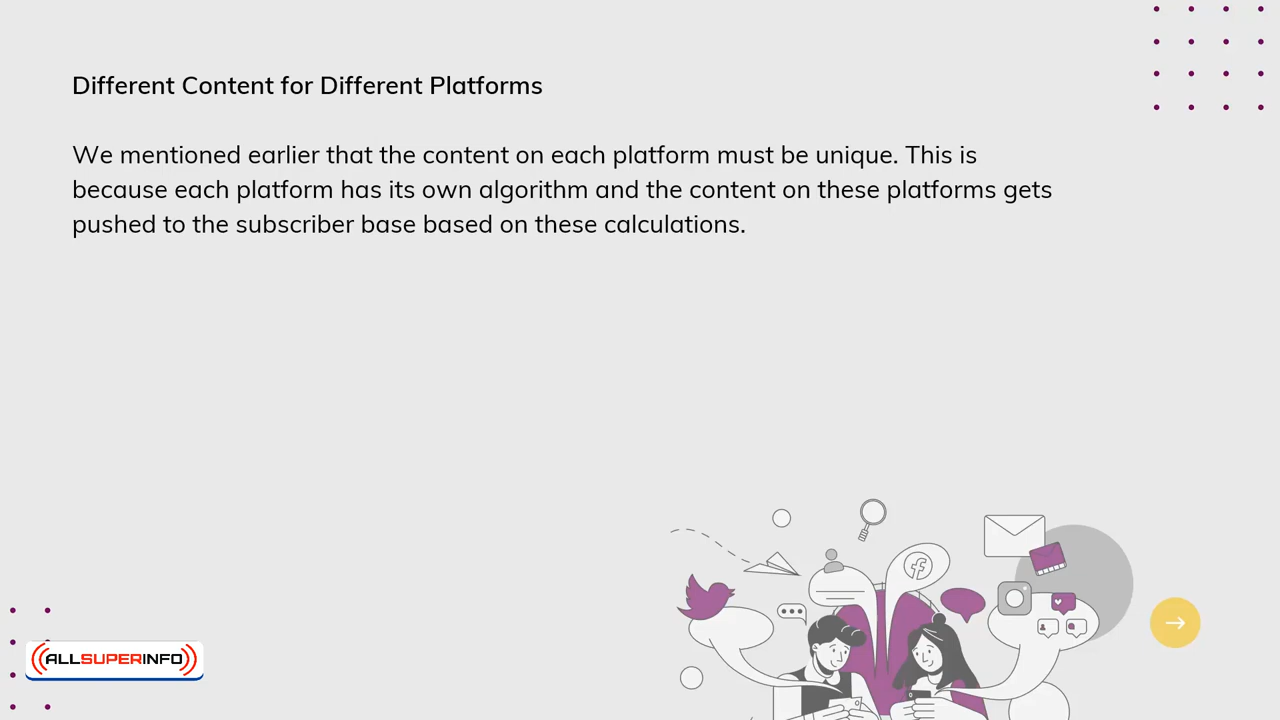 Different Content for Different Platforms
We mentioned earlier that the content on each platform must be unique. This is
because each platform has its own algorithm and the content on these platforms gets
pushed to the subscriber base based on these calculations.
ALLSUPERINFO